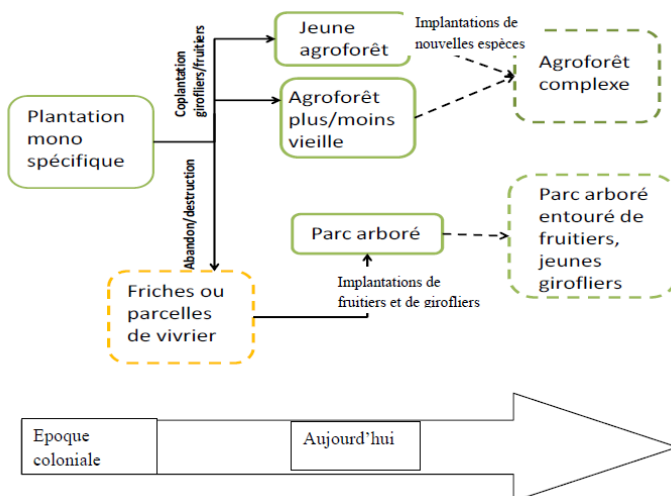 Plantation
mono
spécifique
Coplantation
girofliers/fruitiers
Abandon/destruction
Jeune
agroforêt
Agroforêt
plus/moins
vieille
Implantations de
nouvelles espèces
Agroforêt
complexe
Friches ou
parcelles
de vivrier
Parc arboré
Implantations de
fruitiers et de girofliers
Parc arboré
entouré de
fruitiers,
jeunes
girofliers
Epoque
coloniale
Aujourd'hui